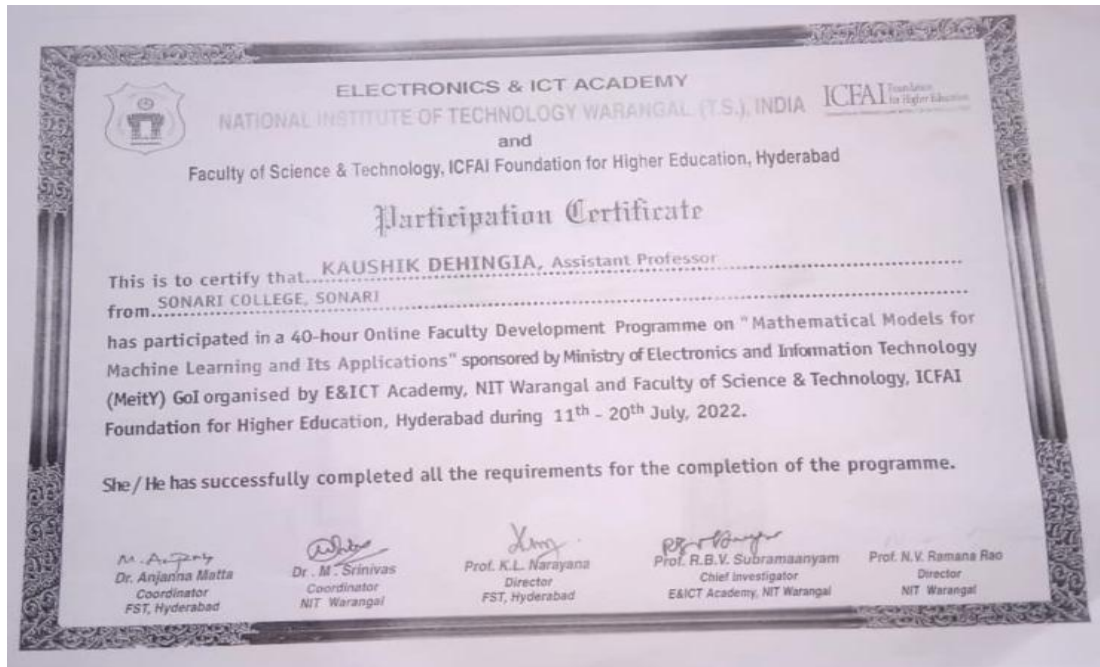 ELECTRONICS & ICT ACADEMY
NATIONAL INSTITUTE OF TECHNOLOGY WARANGAL (T.S.), INDIA
ICFAI Foundation
for Higher Education
and
Faculty of Science & Technology, ICFAI Foundation for Higher Education, Hyderabad
Participation Certificate
This is to certify that..KAUSHIK DEHINGIA, Assistant Professor
from..SONARI COLLEGE, SONARI
has participated in a 40-hour Online Faculty Development Programme on "Mathematical Models for
Machine Learning and Its Applications" sponsored by Ministry of Electronics and Information Technology
(MeitY) GoI organised by E&ICT Academy, NIT Warangal and Faculty of Science & Technology, ICFAI
Foundation for Higher Education, Hyderabad during 11th - 20th July, 2022.
She/He has successfully completed all the requirements for the completion of the programme.
Dr. Anjanna Matta
Coordinator
FST, Hyderabad
Dr. M. Srinivas
Coordinator
NIT Warangal
Prof. K.L. Narayana
Director
FST, Hyderabad
Prof. R.B.V. Subramaanyam
Chief Investigator
E&ICT Academy, NIT Warangal
Prof. N.V. Ramana Rao
Director
NIT Warangal